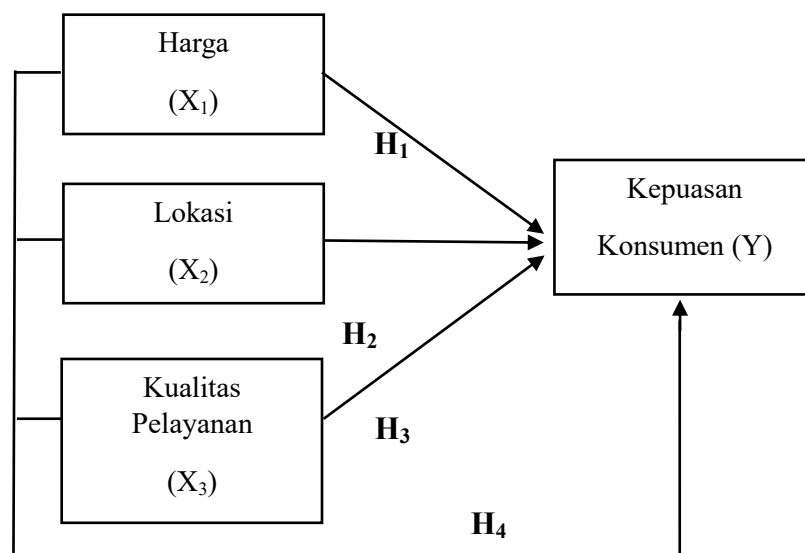 Harga
(X₁)
H₁
Kepuasan
Konsumen (Y)
Lokasi
(X₂)
H₂
Kualitas
Pelayanan
(X₃)
H₃
H₄